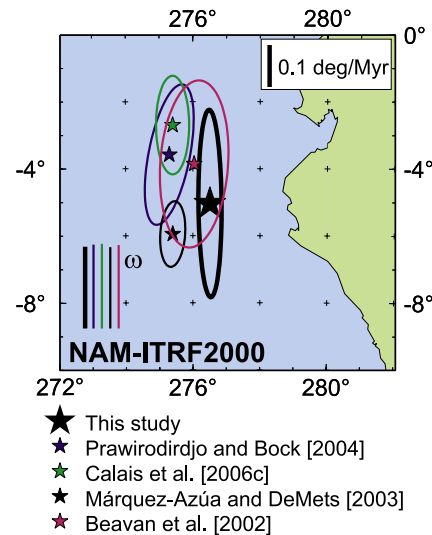 276° 280° 0°
0.1 deg/Myr
-4°
-4°
ω
-8°
-8°
NAM-ITRF2000
272° 276° 280°
This study
Prawirodirdjo and Bock [2004]
Calais et al. [2006c]
Márquez-Azúa and DeMets [2003]
Beavan et al. [2002]